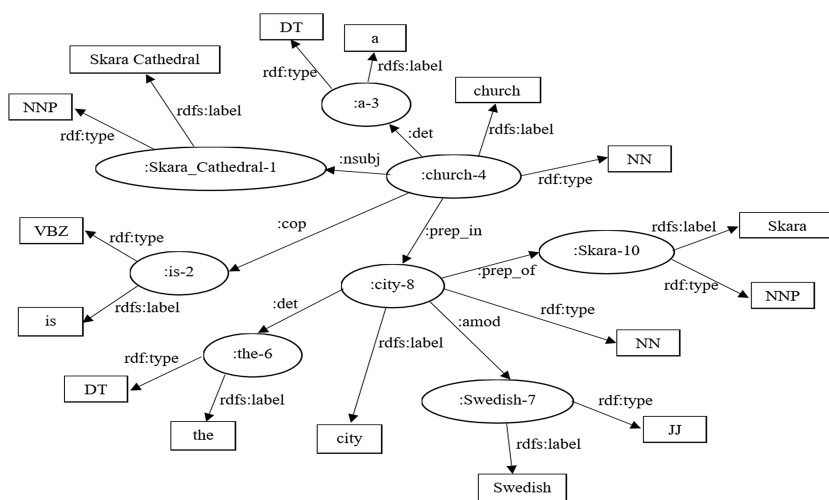 DT
a
Skara Cathedral
rdf:type
rdfs:label
church
NNP
rdfs:label
:a-3
rdfs:label
rdf:type
:det
NN
:Skara_Cathedral-1
:nsubj
:church-4
rdf:type
:cop
:prep_in
rdfs:label
Skara
VBZ
rdf:type
:is-2
:prep_of
:Skara-10
rdf:type
NNP
:city-8
is
rdfs:label
:det
:amod
rdf:type
NN
rdfs:label
:the-6
rdf:type
DT
rdfs:label
:Swedish-7
rdf:type
JJ
the
city
rdfs:label
Swedish